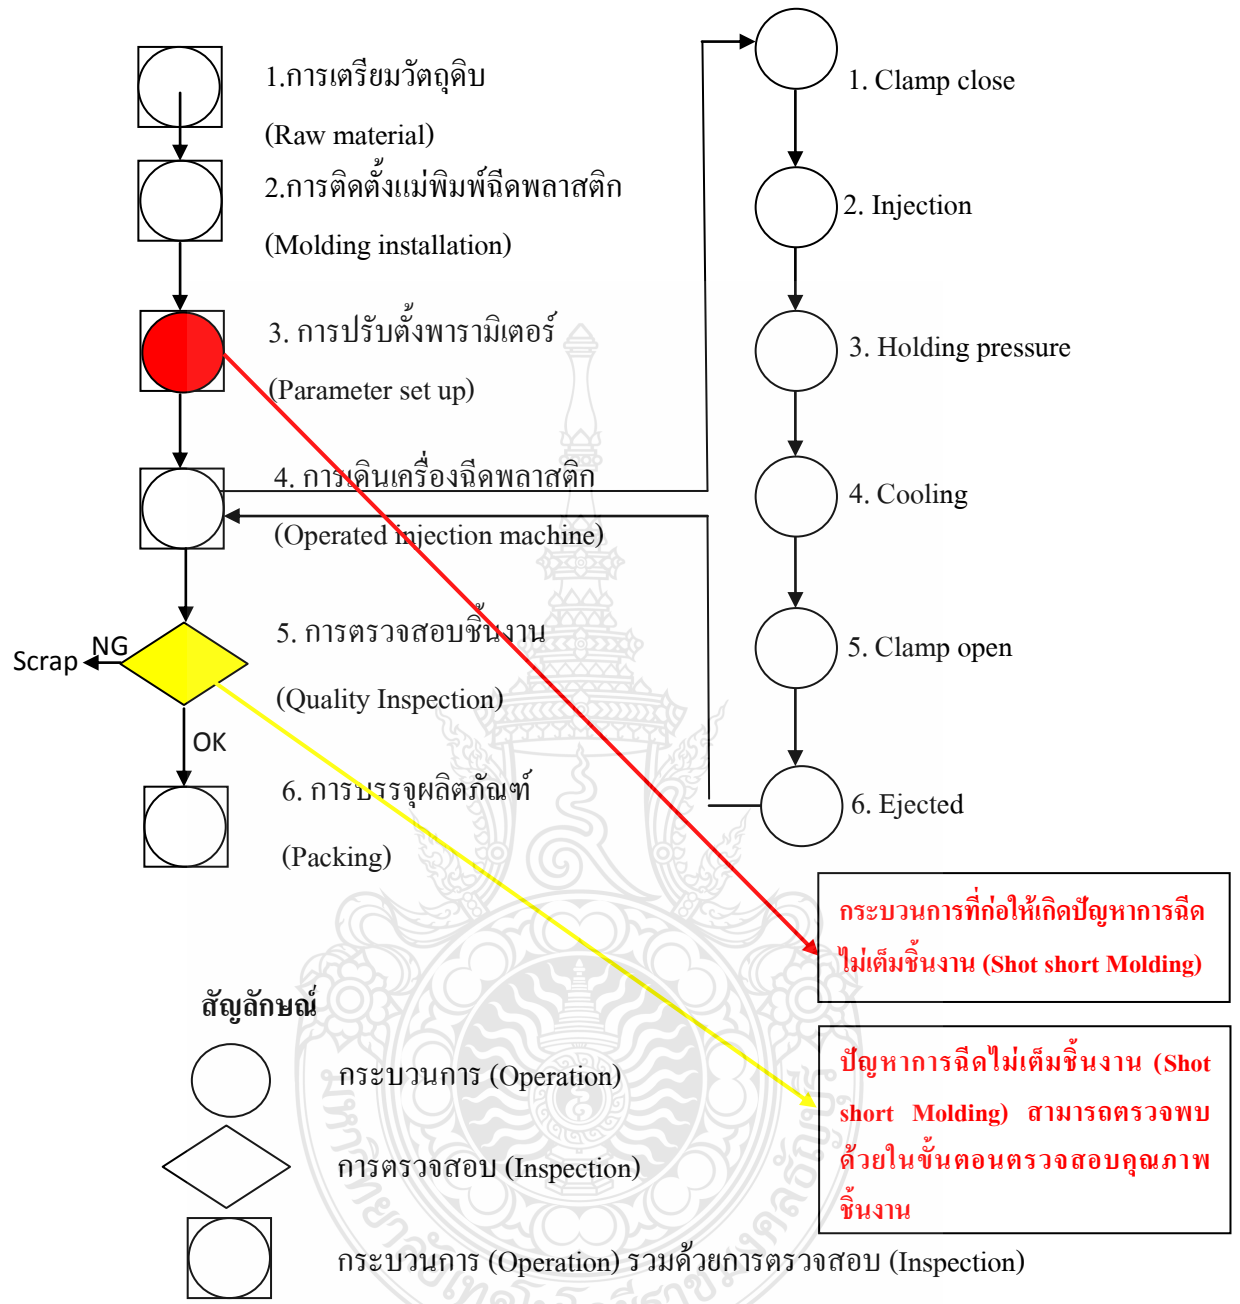 1.การเตรียมวัตถุดิบ
(Raw material)
2.การติดตั้งแม่พิมพ์ฉีดพลาสติก
(Molding installation)
3. การปรับตั้งพารามิเตอร์
(Parameter set up)
4. การเดินเครื่องฉีดพลาสติก
(Operated injection machine)
5. การตรวจสอบชิ้นงาน
(Quality Inspection)
NG
Scrap
OK
6. การบรรจุผลิตภัณฑ์
(Packing)
1. Clamp close
2. Injection
3. Holding pressure
4. Cooling
5. Clamp open
6. Ejected
กระบวนการที่ก่อให้เกิดปัญหาการฉีด
ไม่เต็มชิ้นงาน (Shot short Molding)
ปัญหาการฉีดไม่เต็มชิ้นงาน (Shot
short Molding) สามารถตรวจพบ
ด้วยในขั้นตอนตรวจสอบคุณภาพ
ชิ้นงาน
สัญลักษณ์
กระบวนการ (Operation)
การตรวจสอบ (Inspection)
กระบวนการ (Operation) รวมด้วยการตรวจสอบ (Inspection)